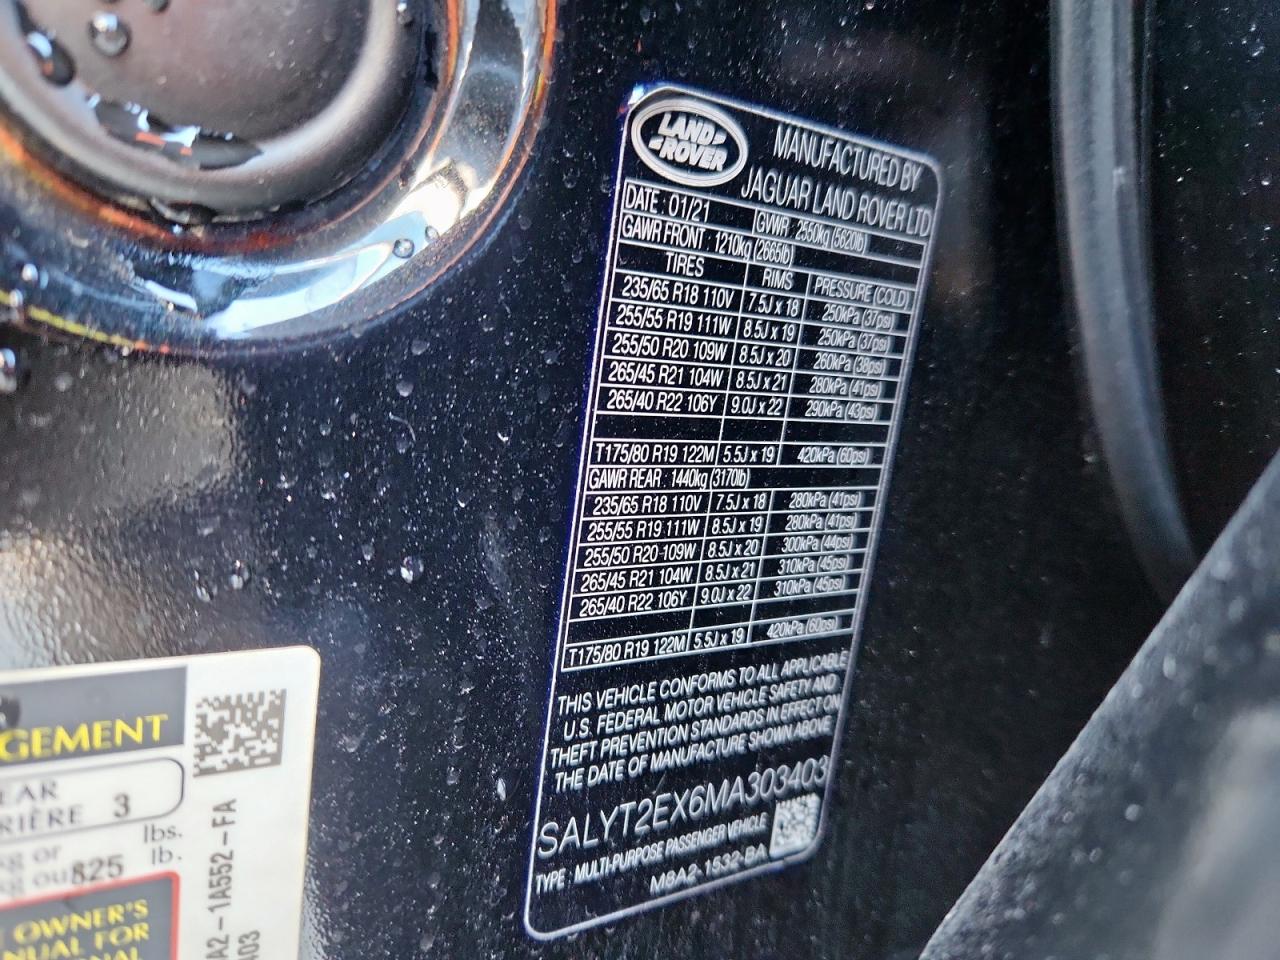 LAND ROVER
MANUFACTURED BY
JAGUAR LAND ROVER LTD
DATE : 01/21 GVWR : 2550kg (5620lb)
GAWR FRONT : 1210kg (2665lb)
TIRES RIMS PRESSURE (COLD)
235/65 R18 110V 7.5J x 18 250kPa (37psi)
255/55 R19 111W 8.5J x 19 250kPa (37psi)
255/50 R20 109W 8.5J x 20 260kPa (38psi)
265/45 R21 104W 8.5J x 21 280kPa (41psi)
265/40 R22 106Y 9.0J x 22 290kPa (43psi)
T175/80 R19 122M 5.5J x 19 420kPa (60psi)
GAWR REAR : 1440kg (3170lb)
235/65 R18 110V 7.5J x 18 280kPa (41psi)
255/55 R19 111W 8.5J x 19 280kPa (41psi)
255/50 R20 109W 8.5J x 20 300kPa (44psi)
265/45 R21 104W 8.5J x 21 310kPa (45psi)
265/40 R22 106Y 9.0J x 22 310kPa (45psi)
T175/80 R19 122M 5.5J x 19 420kPa (60psi)
THIS VEHICLE CONFORMS TO ALL APPLICABLE
U.S. FEDERAL MOTOR VEHICLE SAFETY AND
THEFT PREVENTION STANDARDS IN EFFECT ON
THE DATE OF MANUFACTURE SHOWN ABOVE
SALYT2EX6MA303403
TYPE : MULTI-PURPOSE PASSENGER VEHICLE
M8A2-1532-BA
GEMENT
EAR
RIÈRE 3
lbs.
kg or lb.
kg ou 825
OWNER'S
NUAL FOR
ONAL
A2-1A552-FA
403